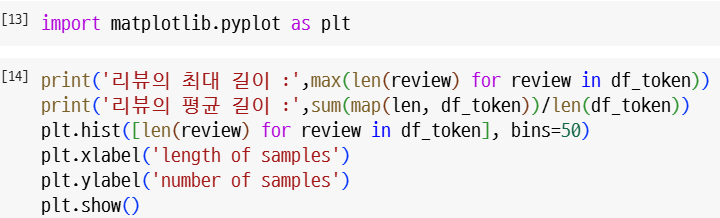 [13] import matplotlib.pyplot as plt
[14] print('리뷰의 최대 길이 :',max(len(review) for review in df_token))
print('리뷰의 평균 길이 :',sum(map(len, df_token))/len(df_token))
plt.hist([len(review) for review in df_token], bins=50)
plt.xlabel('length of samples')
plt.ylabel('number of samples')
plt.show()